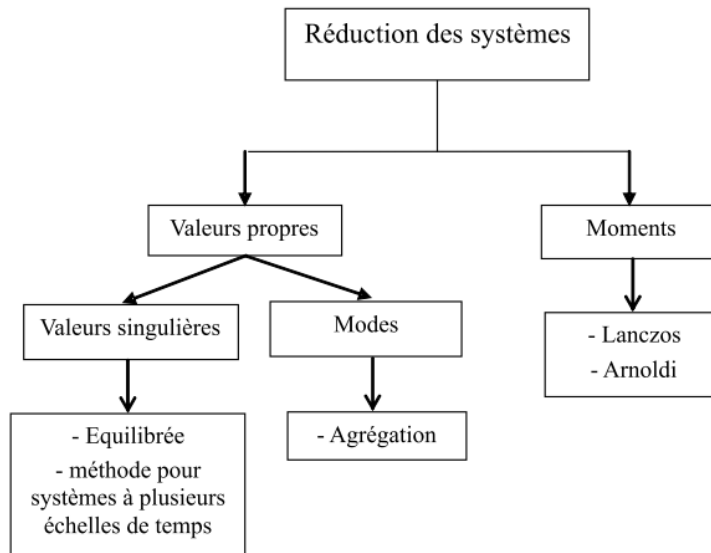 Réduction des systèmes
Valeurs propres
Moments
Valeurs singulières
Modes
- Lanczos
- Arnoldi
- Equilibrée
- méthode pour
systèmes à plusieurs
échelles de temps
- Agrégation